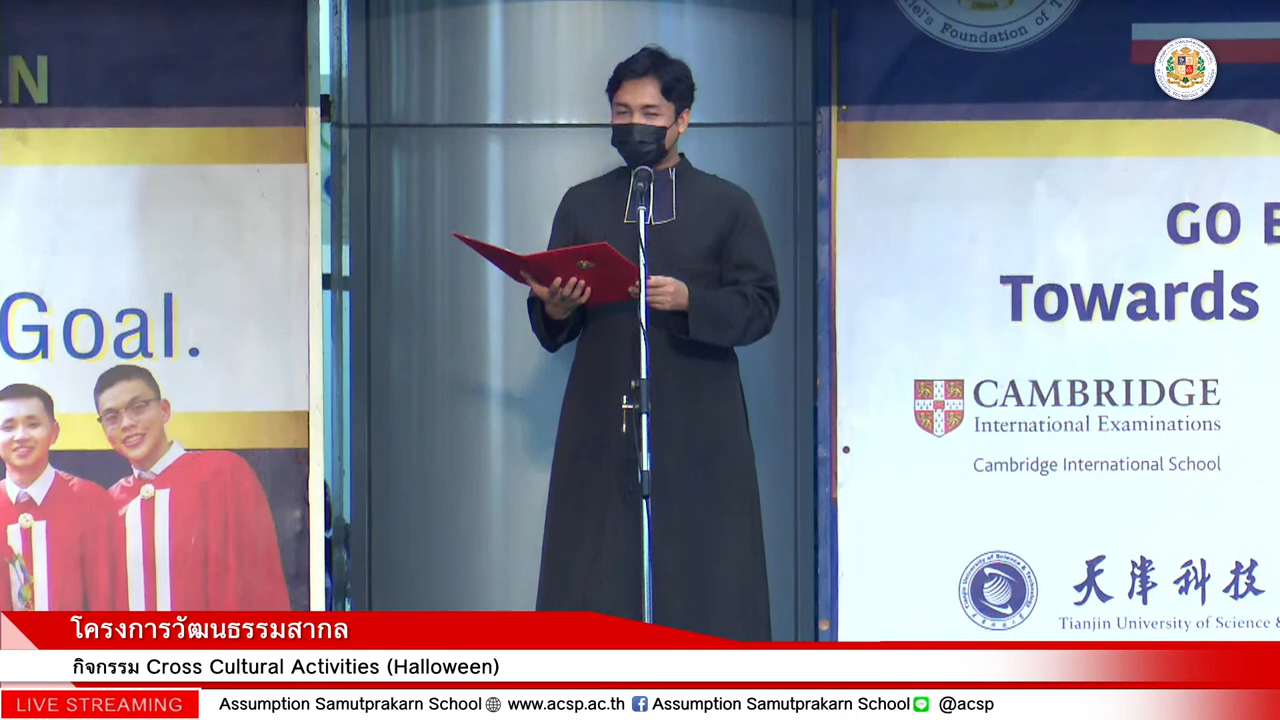 N
el's Foundation of T
Goal.
GO
Towards
CAMBRIDGE
International Examinations
Cambridge International School
天津科技
Tianjin University of Science &
โครงการวัฒนธรรมสากล
กิจกรรม Cross Cultural Activities (Halloween)
LIVE STREAMING
Assumption Samutprakarn School www.acsp.ac.th Assumption Samutprakarn School @acsp